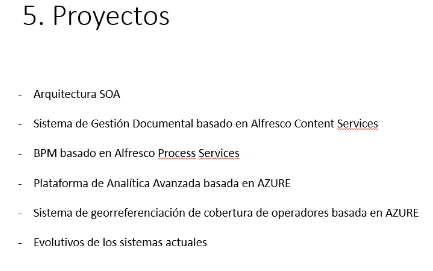 5. Proyectos
- Arquitectura SOA
- Sistema de Gestión Documental basado en Alfresco Content Services
- BPM basado en Alfresco Process Services
- Plataforma de Analítica Avanzada basada en AZURE
- Sistema de georreferenciación de cobertura de operadores basada en AZURE
- Evolutivos de los sistemas actuales